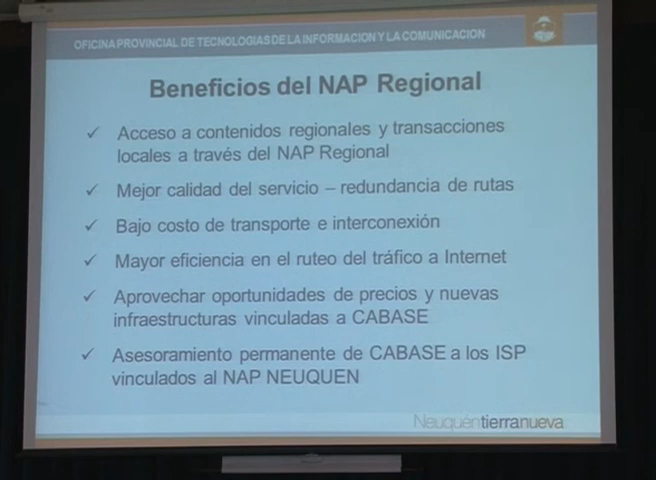 OFICINA PROVINCIAL DE TECNOLOGIAS DE LA INFORMACION Y LA COMUNICACION
Beneficios del NAP Regional
✓ Acceso a contenidos regionales y transacciones
locales a través del NAP Regional
✓ Mejor calidad del servicio – redundancia de rutas
✓ Bajo costo de transporte e interconexión
✓ Mayor eficiencia en el ruteo del tráfico a Internet
✓ Aprovechar oportunidades de precios y nuevas
infraestructuras vinculadas a CABASE
✓ Asesoramiento permanente de CABASE a los ISP
vinculados al NAP NEUQUEN
Neuquéntierranueva